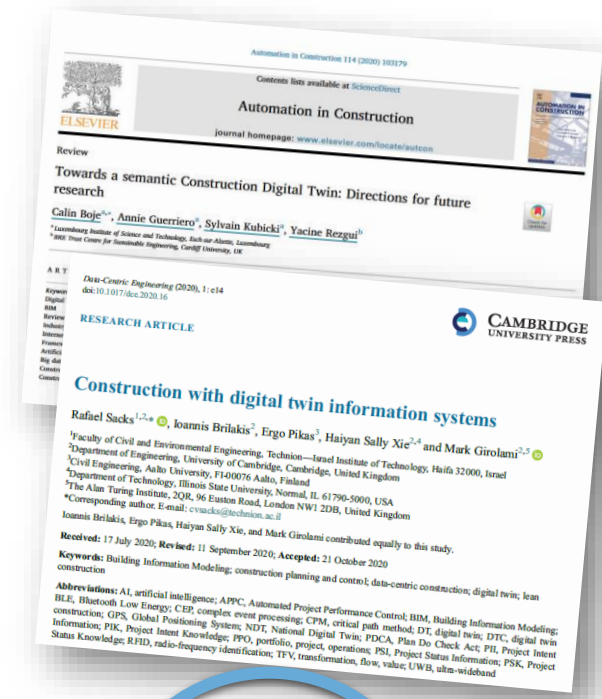 Automation in Construction 114 (2020) 103179
Contents lists available at ScienceDirect
Automation in Construction
journal homepage: www.elsevier.com/locate/autcon
ELSEVIER
AUTOMATION IN
CONSTRUCTION
Review
Towards a semantic Construction Digital Twin: Directions for future
research
Check for
updates
Calin Boje a,*, Annie Guerriero a, Sylvain Kubicki a, Yacine Rezgui b
a Luxembourg Institute of Science and Technology, Esch-sur-Alzette, Luxembourg
b BRE Trust Centre for Sustainable Engineering, Cardiff University, UK
A R T
Digital
BIM
Review
Big dat
Data-Centric Engineering (2020), 1: e14
doi:10.1017/dce.2020.16
RESEARCH ARTICLE
CAMBRIDGE
UNIVERSITY PRESS
Construction with digital twin information systems
Rafael Sacks1,2,* , Ioannis Brilakis2, Ergo Pikas3, Haiyan Sally Xie2,4 and Mark Girolami2,5
1Faculty of Civil and Environmental Engineering, Technion—Israel Institute of Technology, Haifa 32000, Israel
2Department of Engineering, University of Cambridge, Cambridge, United Kingdom
3Civil Engineering, Aalto University, FI-00076 Aalto, Finland
4Department of Technology, Illinois State University, Normal, IL 61790-5000, USA
5The Alan Turing Institute, 2QR, 96 Euston Road, London NW1 2DB, United Kingdom
*Corresponding author. E-mail: cvsacks@technion.ac.il
Ioannis Brilakis, Ergo Pikas, Haiyan Sally Xie, and Mark Girolami contributed equally to this study.
Received: 17 July 2020; Revised: 11 September 2020; Accepted: 21 October 2020
Keywords: Building Information Modeling; construction planning and control; data-centric construction; digital twin; lean
construction
Abbreviations: AI, artificial intelligence; APPC, Automated Project Performance Control; BIM, Building Information Modeling;
BLE, Bluetooth Low Energy; CEP, complex event processing; CPM, critical path method; DT, digital twin; DTC, digital twin
construction; GPS, Global Positioning System; NDT, National Digital Twin; PDCA, Plan Do Check Act; PII, Project Intent
Information; PIK, Project Intent Knowledge; PPO, portfolio, project, operations; PSI, Project Status Information; PSK, Project
Status Knowledge; RFID, radio-frequency identification; TFV, transformation, flow, value; UWB, ultra-wideband